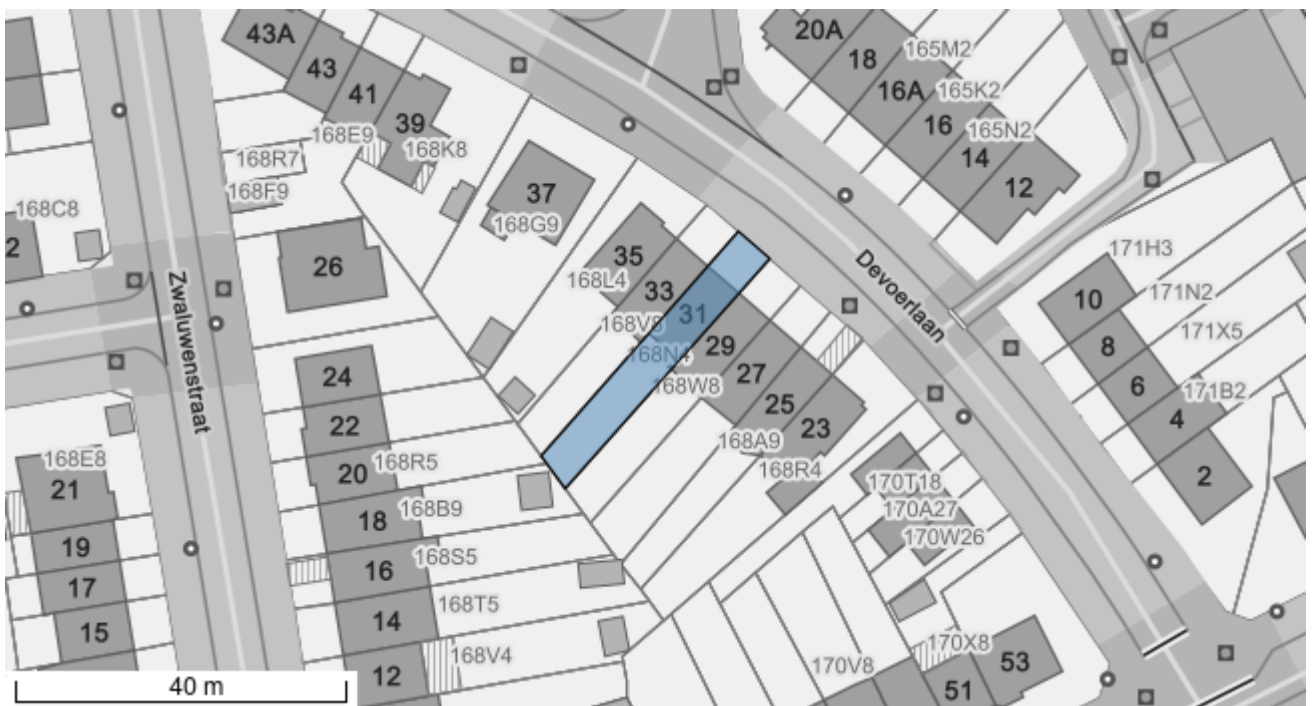 43A
43
41
39
168E9
168K8
168R7
168F9
168C8
2
26
Zwaluwenstraat
24
22
20
168R5
18
168B9
16
168S5
14
168T5
12
168V4
168E8
21
19
17
15
40 m
37
168G9
35
168L4
33
168V8
31
168N4
29
168W8
27
25
168A9
23
168R4
Devoerlaan
20A
18
165M2
16A
165K2
16
165N2
14
12
171H3
10
171N2
8
171X5
6
171B2
4
2
170T18
170A27
170W26
170V8
170X8
51
53